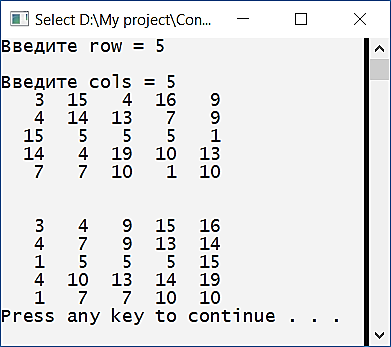 Select D:\My project\Con...
Введите row = 5
Введите cols = 5
3 15 4 16 9
4 14 13 7 9
15 5 5 5 1
14 4 19 10 13
7 7 10 1 10
3 4 9 15 16
4 7 9 13 14
1 5 5 5 15
4 10 13 14 19
1 7 7 10 10
Press any key to continue . . .